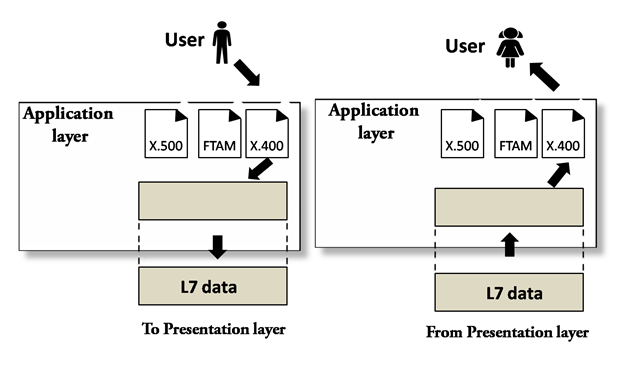 User
Application
layer
X.500
FTAM
X.400
L7 data
To Presentation layer
User
Application
layer
X.500
FTAM
X.400
L7 data
From Presentation layer